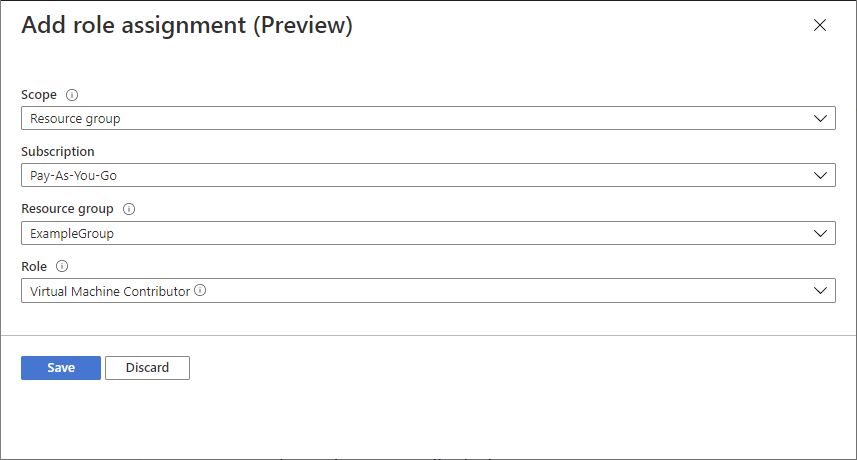 Add role assignment (Preview)
Scope
Resource group
Subscription
Pay-As-You-Go
Resource group
ExampleGroup
Role
Virtual Machine Contributor
Save Discard